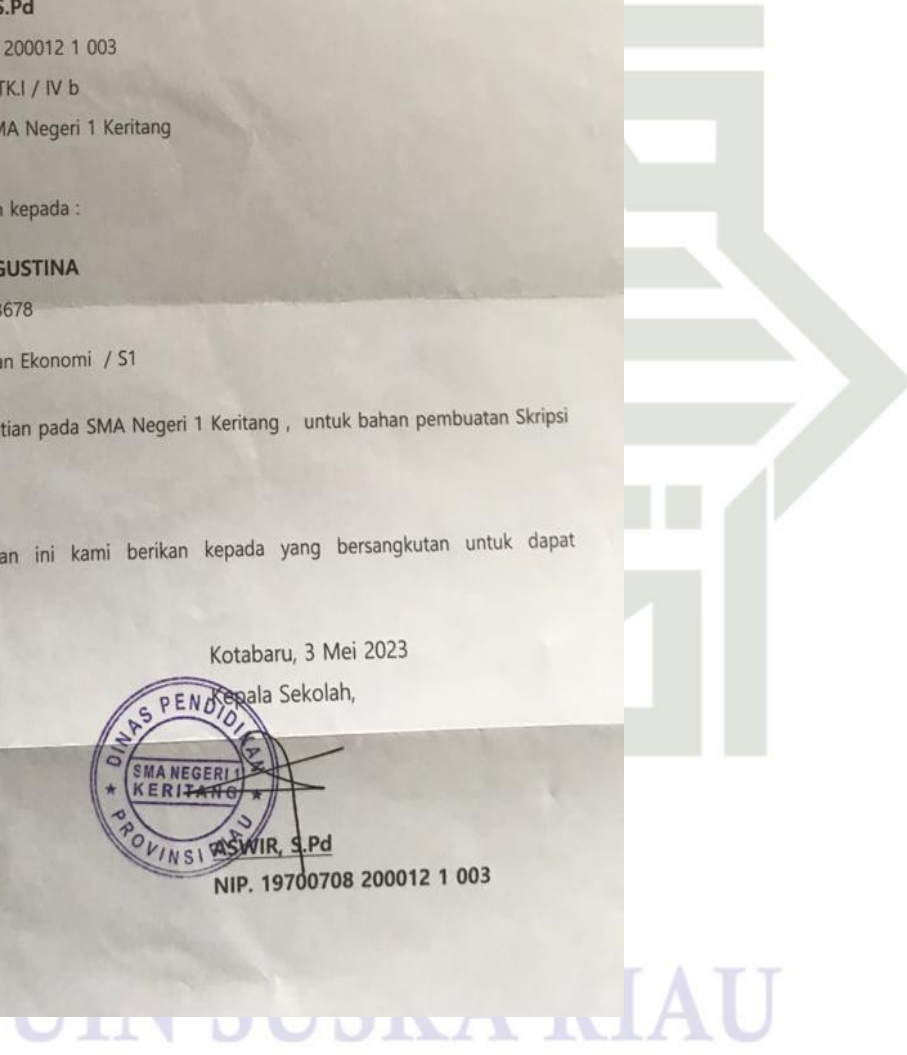 S.Pd
200012 1 003
TK.I / IV b
MA Negeri 1 Keritang
kepada :
GUSTINA
3678
an Ekonomi / S1
tian pada SMA Negeri 1 Keritang , untuk bahan pembuatan Skripsi
an ini kami berikan kepada yang bersangkutan untuk dapat
Kotabaru, 3 Mei 2023
Kepala Sekolah,
DINAS PENDIDIKAN
SMA NEGERI 1
KERITANG
PROVINSI RIAU
ASWIR, S.Pd
NIP. 19700708 200012 1 003
UIN SUSKA RIAU